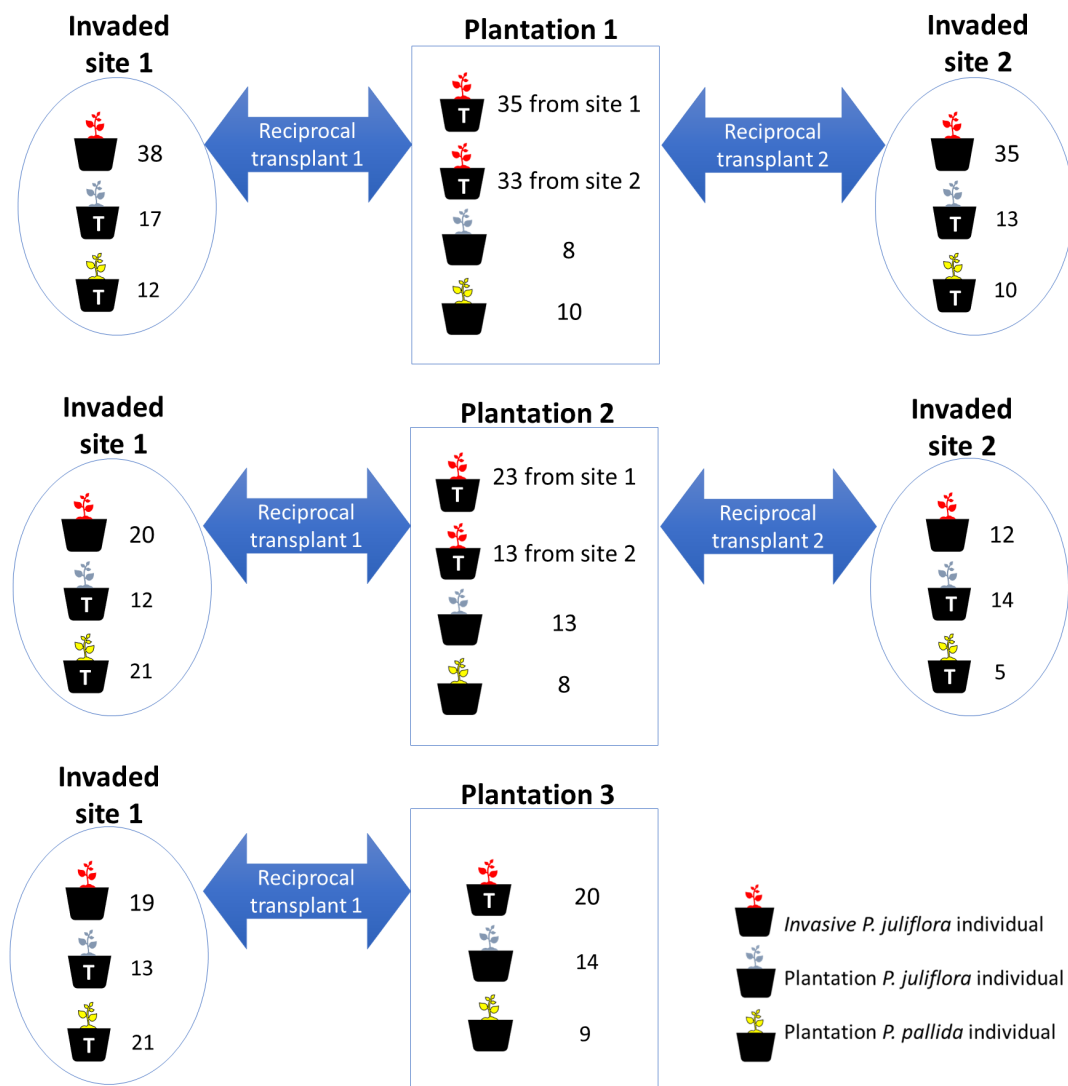 Invaded
site 1
Plantation 1
Invaded
site 2
T
35 from site 1
Reciprocal
transplant 1
Reciprocal
transplant 2
38
T
33 from site 2
35
T
17
8
T
13
T
12
10
T
10
Invaded
site 1
Plantation 2
Invaded
site 2
T
23 from site 1
Reciprocal
transplant 1
Reciprocal
transplant 2
20
T
13 from site 2
12
T
12
13
T
14
T
21
8
T
5
Invaded
site 1
Plantation 3
Reciprocal
transplant 1
19
T
20
T
13
14
T
21
9
Invasive P. juliflora individual
Plantation P. juliflora individual
Plantation P. pallida individual